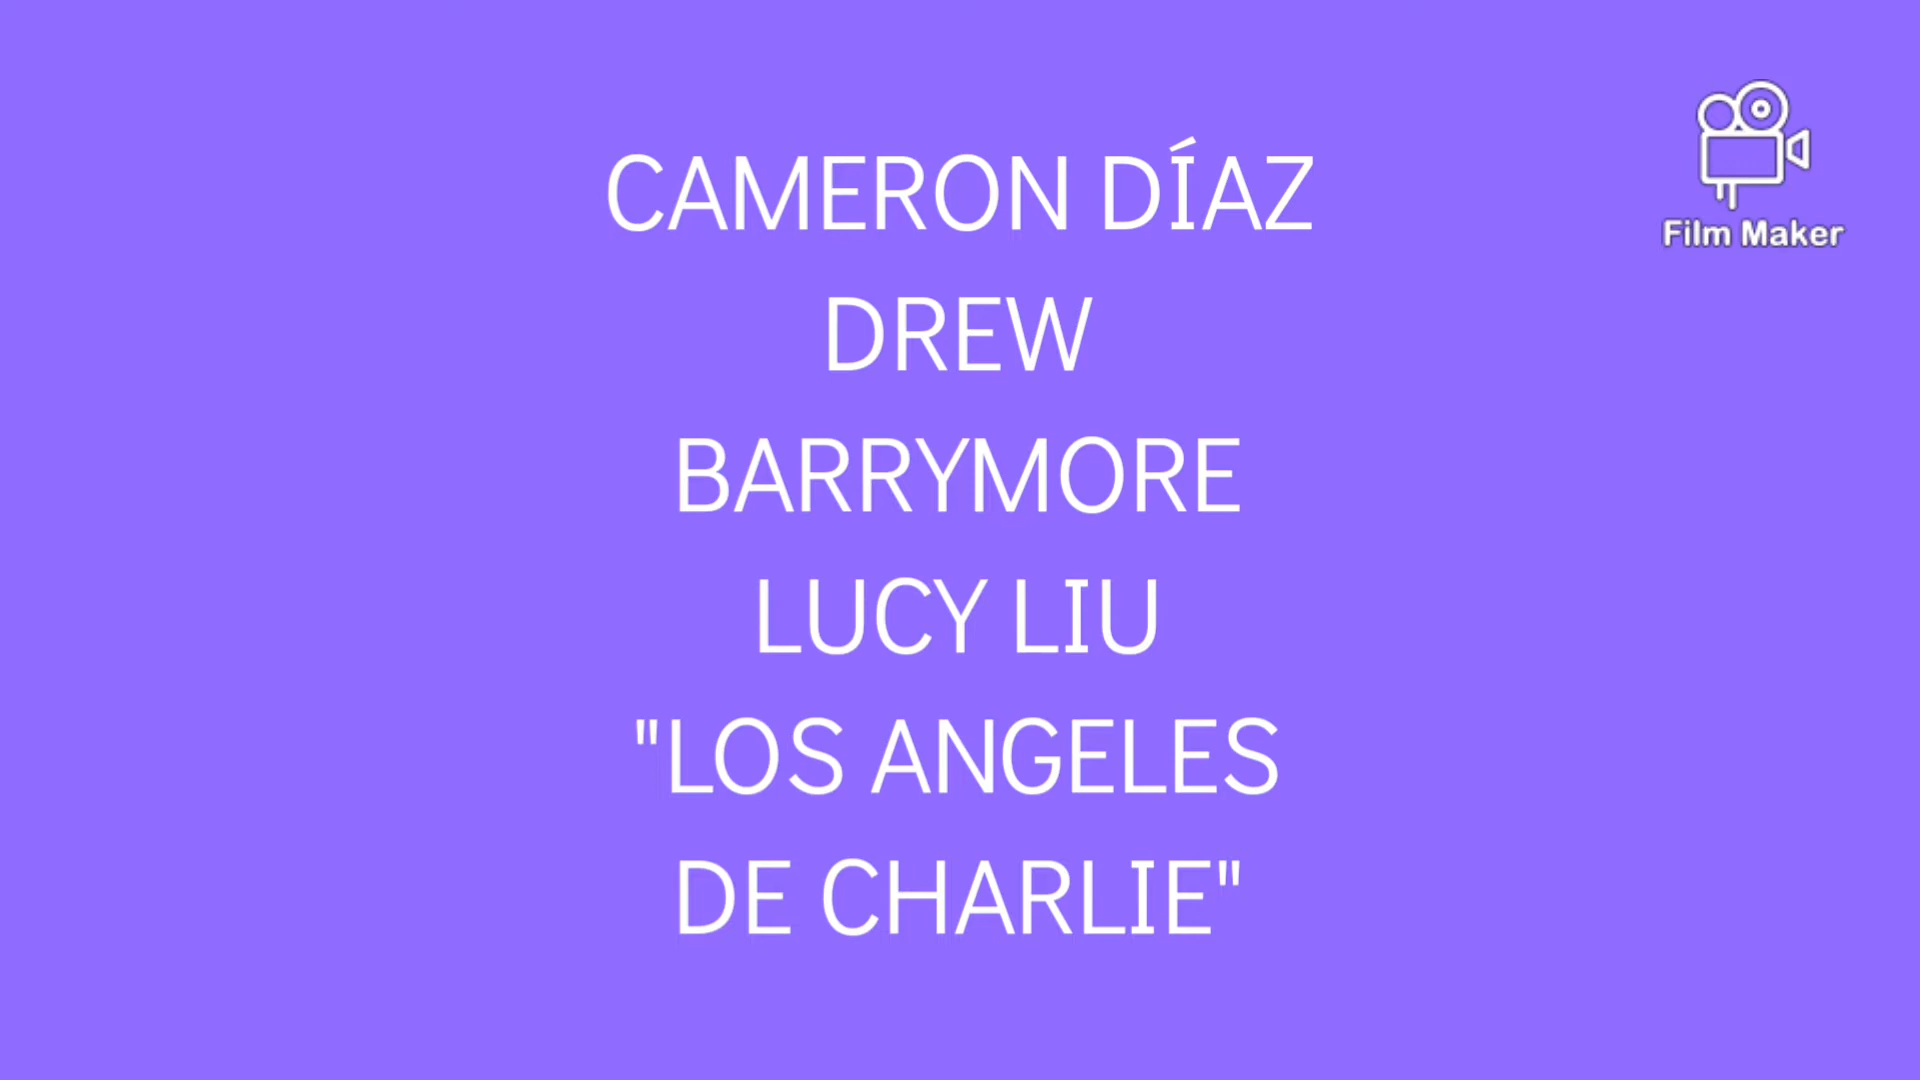 CAMERON DÍAZ
DREW
BARRYMORE
LUCY LIU
"LOS ANGELES
DE CHARLIE"
Film Maker